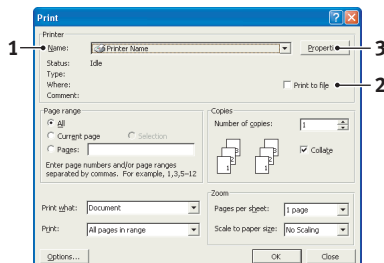 Print
Printer
1
Name:
Printer Name
Properti
3
Status:
Idle
Type:
Where:
Print to file
2
Comment:
Page range
All
Current page
Selection
Pages:
Enter page numbers and/or page ranges
separated by commas. For example, 1,3,5–12
Copies
Number of copies:
1
Collate
Print what:
Document
Print:
All pages in range
Zoom
Pages per sheet:
1 page
Scale to paper size:
No Scaling
Options...
OK
Close